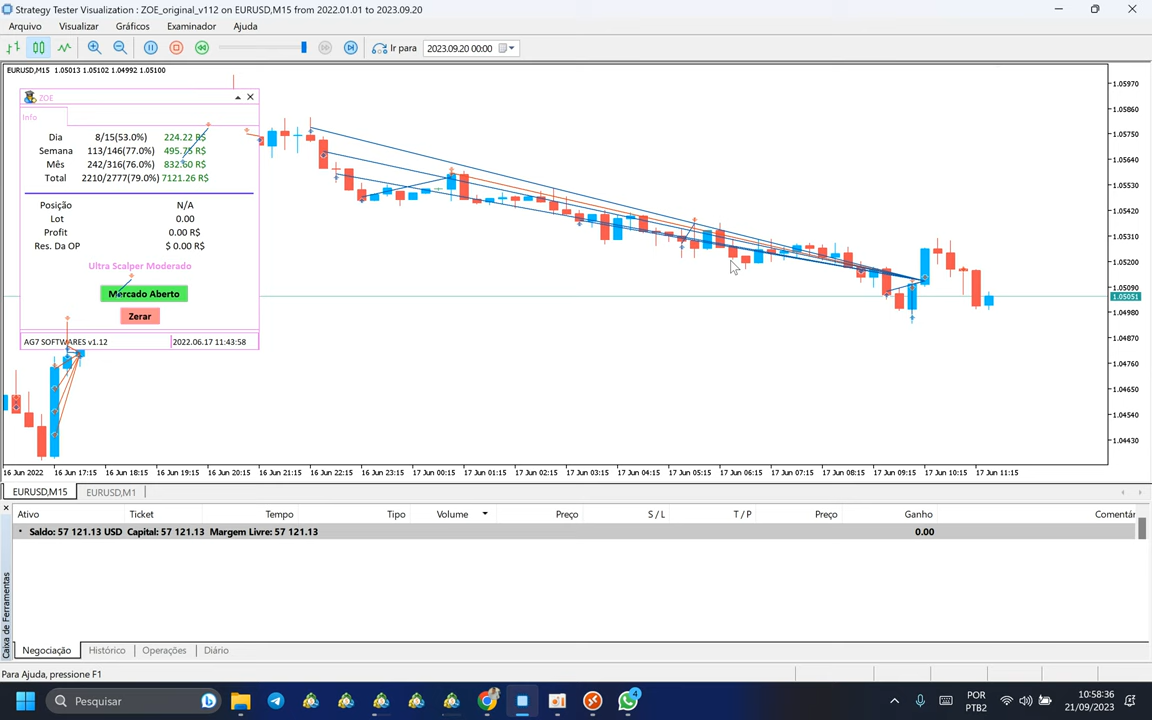 Strategy Tester Visualization : ZOE_original_v112 on EURUSD,M15 from 2022.01.01 to 2023.09.20
Arquivo Visualizar Gráficos Examinador Ajuda
Ir para 2023.09.20 00:00
EURUSD,M15 1.05013 1.05102 1.04992 1.05100
ZOE
Info
Dia 8/15(53.0%) 224.22 R$
Semana 113/146(77.0%) 495.75 R$
Mês 242/316(76.0%) 832.60 R$
Total 2210/2777(79.0%) 7121.26 R$
Posição N/A
Lot 0.00
Profit 0.00 R$
Res. Da OP $ 0.00 R$
Ultra Scalper Moderado
Mercado Aberto
Zerar
AG7 SOFTWARES v1.12 2022.06.17 11:43:58
1.05970
1.05860
1.05750
1.05640
1.05530
1.05420
1.05310
1.05200
1.05090
1.05051
1.04980
1.04870
1.04760
1.04650
1.04540
1.04430
16 Jun 2022 16 Jun 17:15 16 Jun 18:15 16 Jun 19:15 16 Jun 20:15 16 Jun 21:15 16 Jun 22:15 16 Jun 23:15 17 Jun 00:15 17 Jun 01:15 17 Jun 02:15 17 Jun 03:15 17 Jun 04:15 17 Jun 05:15 17 Jun 06:15 17 Jun 07:15 17 Jun 08:15 17 Jun 09:15 17 Jun 10:15 17 Jun 11:15
EURUSD,M15 EURUSD,M1
Ativo Ticket Tempo Tipo Volume Preço S / L T / P Preço Ganho Comentár
Saldo: 57 121.13 USD Capital: 57 121.13 Margem Livre: 57 121.13 0.00
Caixa de Ferramentas
Negociação Histórico Operações Diário
Para Ajuda, pressione F1
Pesquisar
4
POR
PTB2
10:58:36
21/09/2023